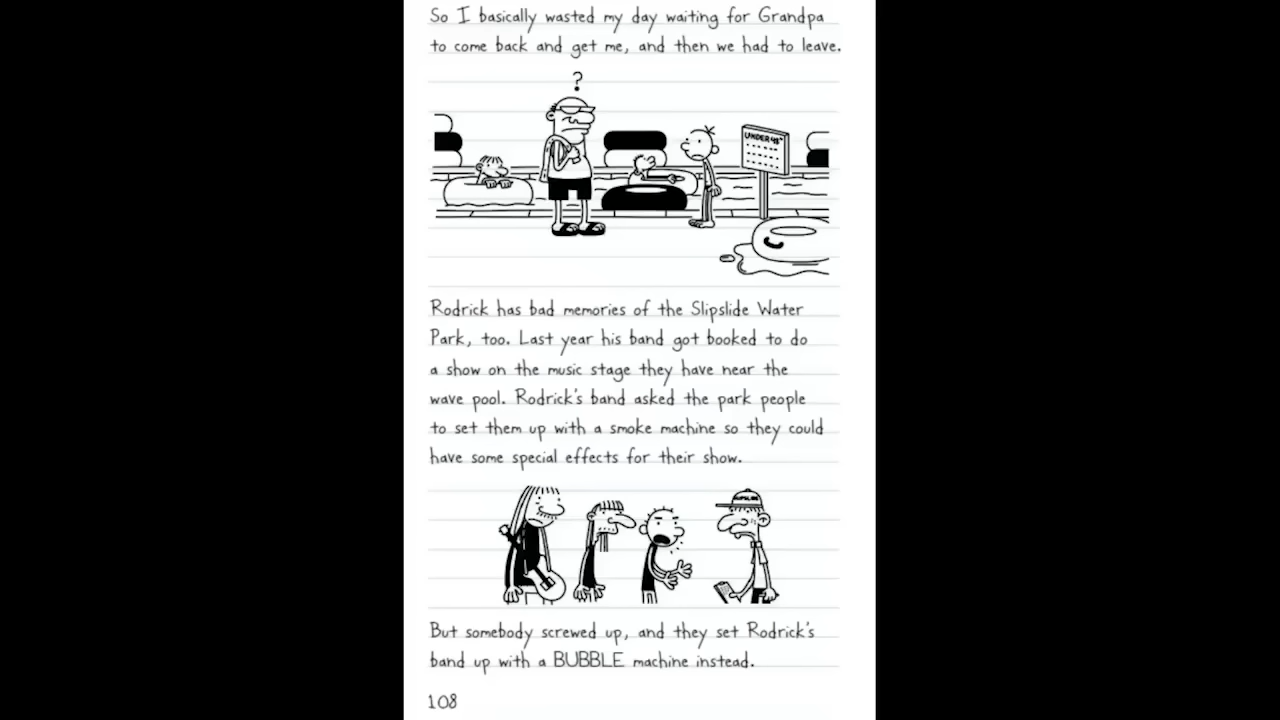 So I basically wasted my day waiting for Grandpa
to come back and get me, and then we had to leave.
?
UNDER 48"
Rodrick has bad memories of the Slipslide Water
Park, too. Last year his band got booked to do
a show on the music stage they have near the
wave pool. Rodrick's band asked the park people
to set them up with a smoke machine so they could
have some special effects for their show.
SLIPSLIDE
But somebody screwed up, and they set Rodrick's
band up with a BUBBLE machine instead.
108